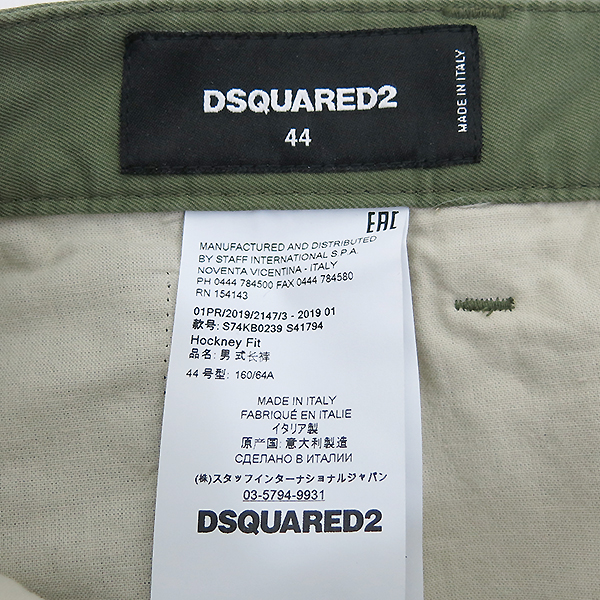 DSQUARED2
44
MADE IN ITALY
EAC
MANUFACTURED AND DISTRIBUTED
BY STAFF INTERNATIONAL S.P.A.
NOVENTA VICENTINA - ITALY
PH 0444 784500 FAX 0444 784580
RN 154143
01PR/2019/2147/3 - 2019 01
款号: S74KB0239 S41794
Hockney Fit
品名: 男式长裤
44 号型: 160/64A
MADE IN ITALY
FABRIQUÉ EN ITALIE
イタリア製
原产国: 意大利製造
СДЕЛАНО В ИТАЛИИ
(株)スタッフインターナショナルジャパン
03-5794-9931
DSQUARED2